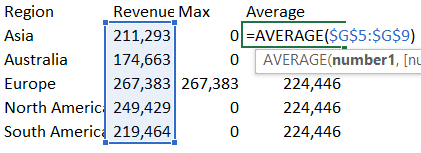 Region Revenue Max Average
Asia 211,293 0 =AVERAGE($G$5:$G$9)
Australia 174,663 0 AVERAGE(number1, [nu
Europe 267,383 267,383 224,446
North America 249,429 0 224,446
South America 219,464 0 224,446